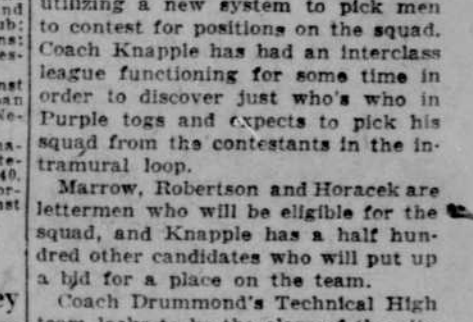 utilizing a new system to pick men
to contest for positions on the squad.
Coach Knapple has had an interclass
league functioning for some time in
order to discover just who's who in
Purple togs and expects to pick his
squad from the contestants in the in-
tramural loop.
Marrow, Robertson and Horacek are
lettermen who will be eligible for the
squad, and Knapple has a half hun-
dred other candidates who will put up
a bid for a place on the team.
Coach Drummond's Technical High